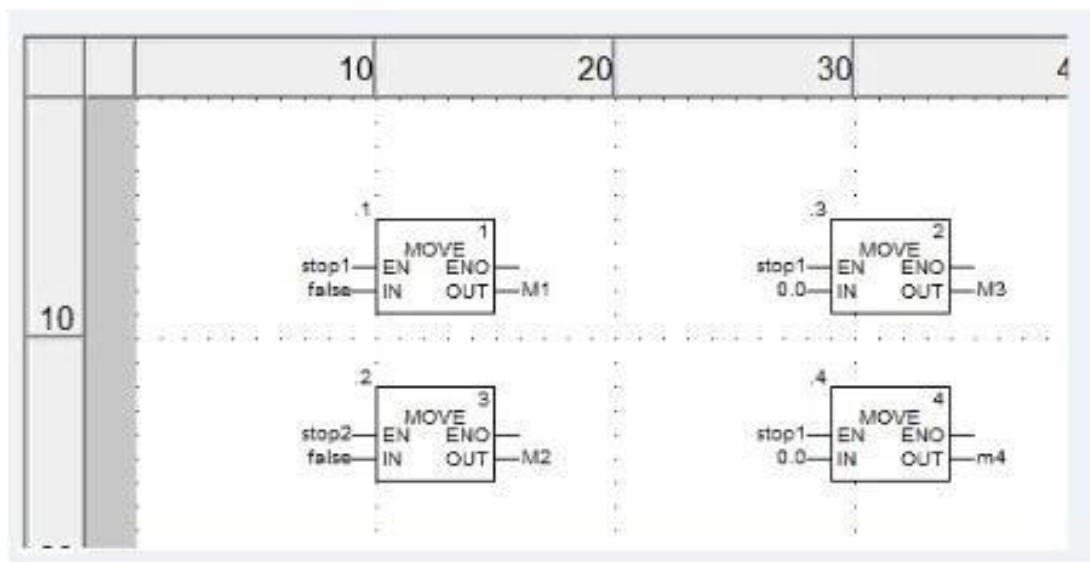 10 20 30 4
.1 .3
1 2
MOVE MOVE
stop1 EN ENO stop1 EN ENO
false IN OUT M1 0.0 IN OUT M3
10
.2 .4
3 4
MOVE MOVE
stop2 EN ENO stop1 EN ENO
false IN OUT M2 0.0 IN OUT m4